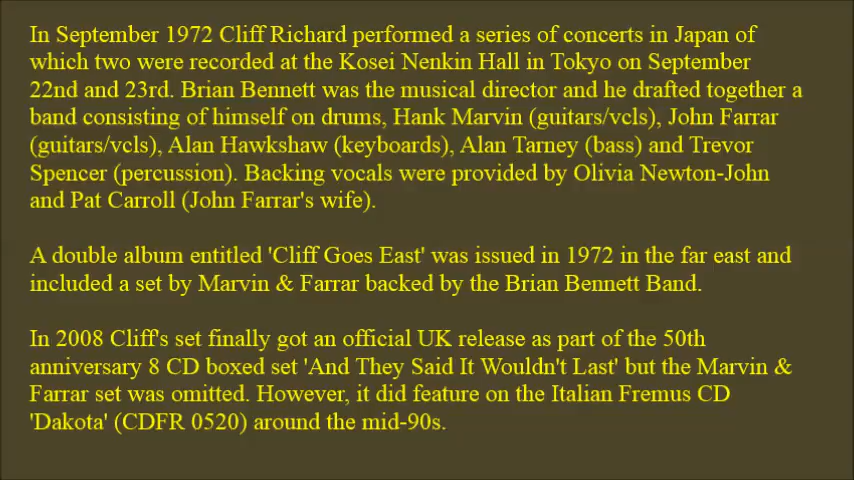 In September 1972 Cliff Richard performed a series of concerts in Japan of
which two were recorded at the Kosei Nenkin Hall in Tokyo on September
22nd and 23rd. Brian Bennett was the musical director and he drafted together a
band consisting of himself on drums, Hank Marvin (guitars/vcls), John Farrar
(guitars/vcls), Alan Hawkshaw (keyboards), Alan Tarney (bass) and Trevor
Spencer (percussion). Backing vocals were provided by Olivia Newton-John
and Pat Carroll (John Farrar's wife).
A double album entitled 'Cliff Goes East' was issued in 1972 in the far east and
included a set by Marvin & Farrar backed by the Brian Bennett Band.
In 2008 Cliff's set finally got an official UK release as part of the 50th
anniversary 8 CD boxed set 'And They Said It Wouldn't Last' but the Marvin &
Farrar set was omitted. However, it did feature on the Italian Fremus CD
'Dakota' (CDFR 0520) around the mid-90s.